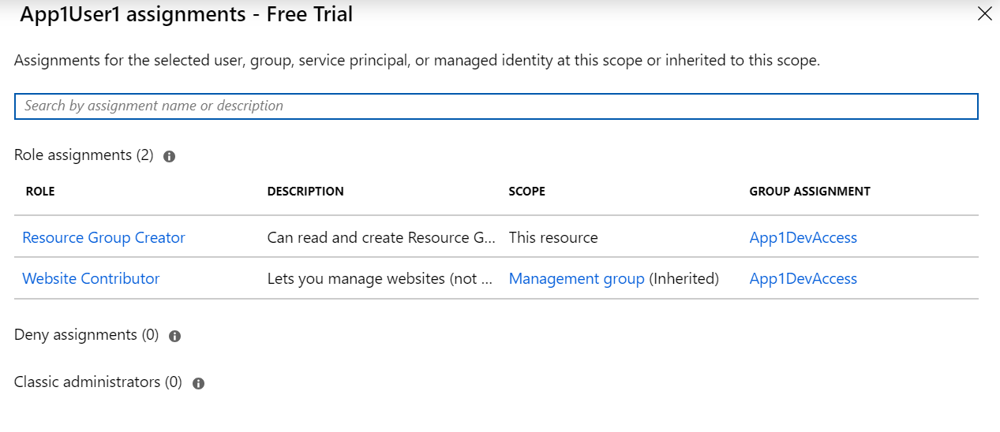 App1User1 assignments - Free Trial
Assignments for the selected user, group, service principal, or managed identity at this scope or inherited to this scope.
Search by assignment name or description
Role assignments (2)
ROLE DESCRIPTION SCOPE GROUP ASSIGNMENT
Resource Group Creator Can read and create Resource G... This resource App1DevAccess
Website Contributor Lets you manage websites (not ... Management group (Inherited) App1DevAccess
Deny assignments (0)
Classic administrators (0)